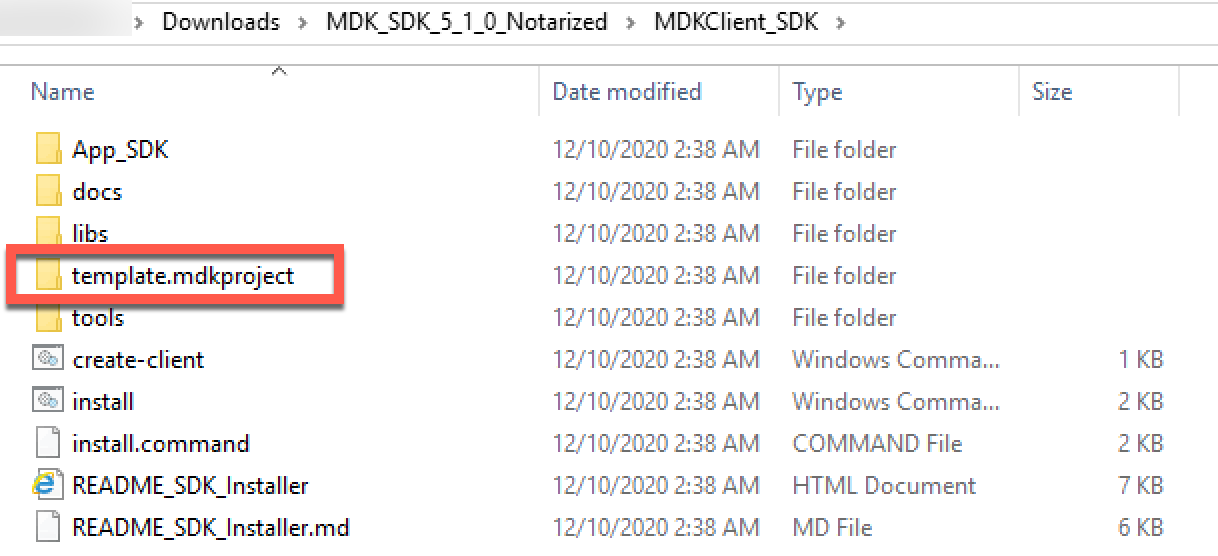 Downloads > MDK_SDK_5_1_0_Notarized > MDKClient_SDK >
Name Date modified Type Size
App_SDK 12/10/2020 2:38 AM File folder
docs 12/10/2020 2:38 AM File folder
libs 12/10/2020 2:38 AM File folder
template.mdkproject 12/10/2020 2:38 AM File folder
tools 12/10/2020 2:38 AM File folder
create-client 12/10/2020 2:38 AM Windows Comma... 1 KB
install 12/10/2020 2:38 AM Windows Comma... 2 KB
install.command 12/10/2020 2:38 AM COMMAND File 2 KB
README_SDK_Installer 12/10/2020 2:38 AM HTML Document 7 KB
README_SDK_Installer.md 12/10/2020 2:38 AM MD File 6 KB